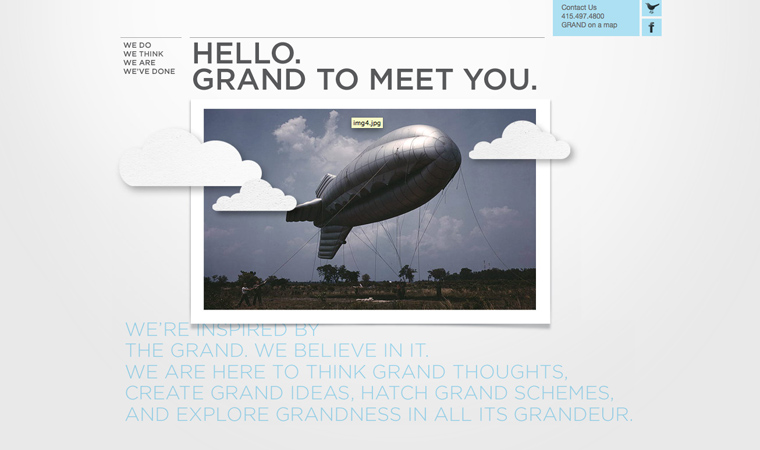 Contact Us
415.497.4800
GRAND on a map
WE DO
WE THINK
WE ARE
WE'VE DONE
HELLO.
GRAND TO MEET YOU.
img4.jpg
WE'RE INSPIRED BY
THE GRAND. WE BELIEVE IN IT.
WE ARE HERE TO THINK GRAND THOUGHTS,
CREATE GRAND IDEAS, HATCH GRAND SCHEMES,
AND EXPLORE GRANDNESS IN ALL ITS GRANDEUR.